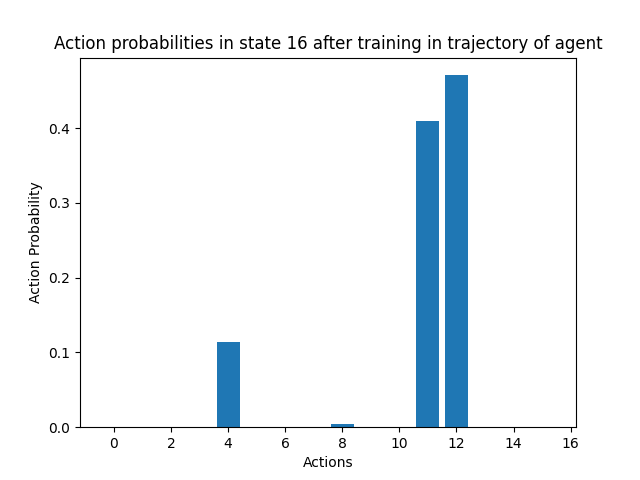 Action probabilities in state 16 after training in trajectory of agent
Action Probability
0.4
0.3
0.2
0.1
0.0
0 2 4 6 8 10 12 14 16
Actions